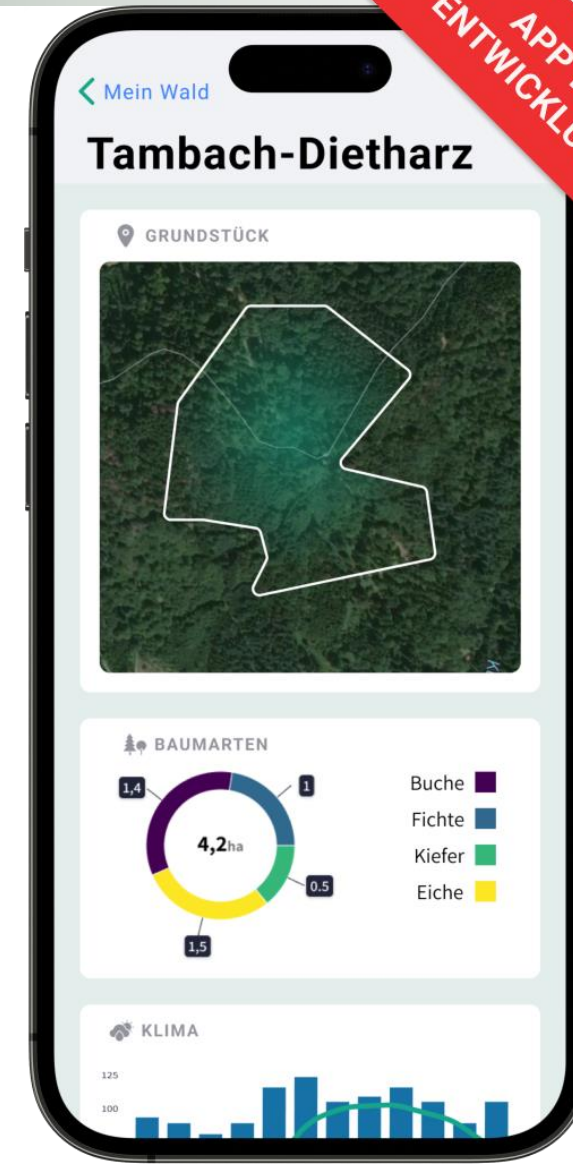 APP
ENTWICKLU
Mein Wald
Tambach-Dietharz
GRUNDSTÜCK
BAUMARTEN
1,4
1
4,2ha
0.5
1,5
Buche
Fichte
Kiefer
Eiche
KLIMA
125
100